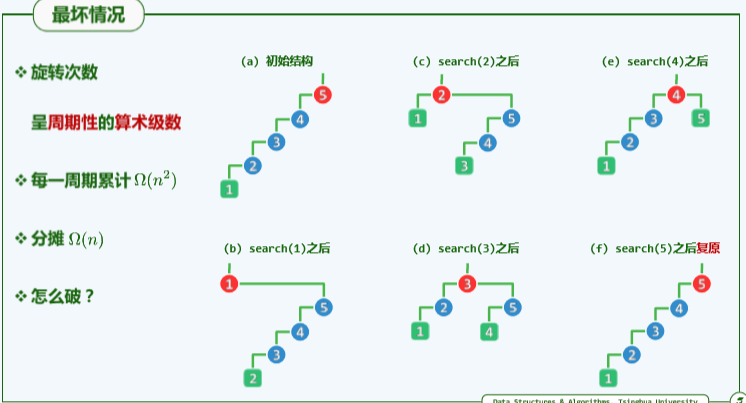 最坏情况
❖ 旋转次数
呈周期性的算术级数
❖ 每一周期累计 Ω(n²)
❖ 分摊 Ω(n)
❖ 怎么破？
(a) 初始结构
5
4
3
2
1
(c) search(2)之后
2
1
5
4
3
(e) search(4)之后
4
3
5
2
1
(b) search(1)之后
1
5
4
3
2
(d) search(3)之后
3
2
5
1
4
(f) search(5)之后复原
5
4
3
2
1
Data Structures & Algorithms, Tsinghua University